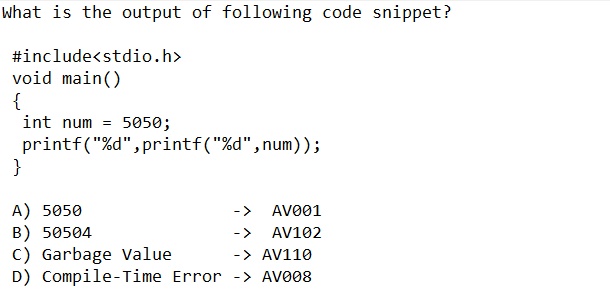 What is the output of following code snippet?
#include<stdio.h>
void main()
{
int num = 5050;
printf("%d",printf("%d",num));
}
A) 5050 -> AV001
B) 50504 -> AV102
C) Garbage Value -> AV110
D) Compile-Time Error -> AV008